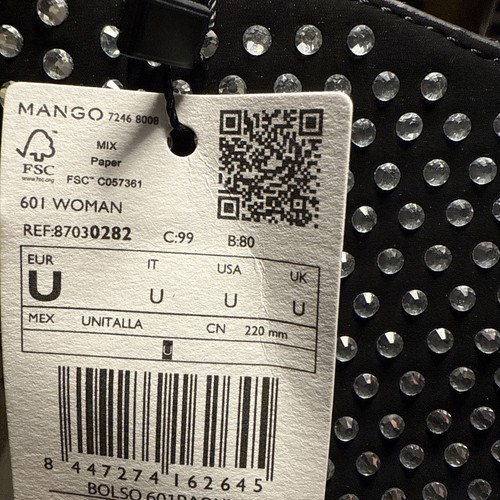 MANGO 7246 8008
MIX
Paper
FSC™ C057361
FSC
www.fsc.org
601 WOMAN
REF:87030282 C:99 B:80
EUR IT USA UK
U U U U
MEX UNITALLA CN 220 mm
U
8 447274 162645
BOLSO